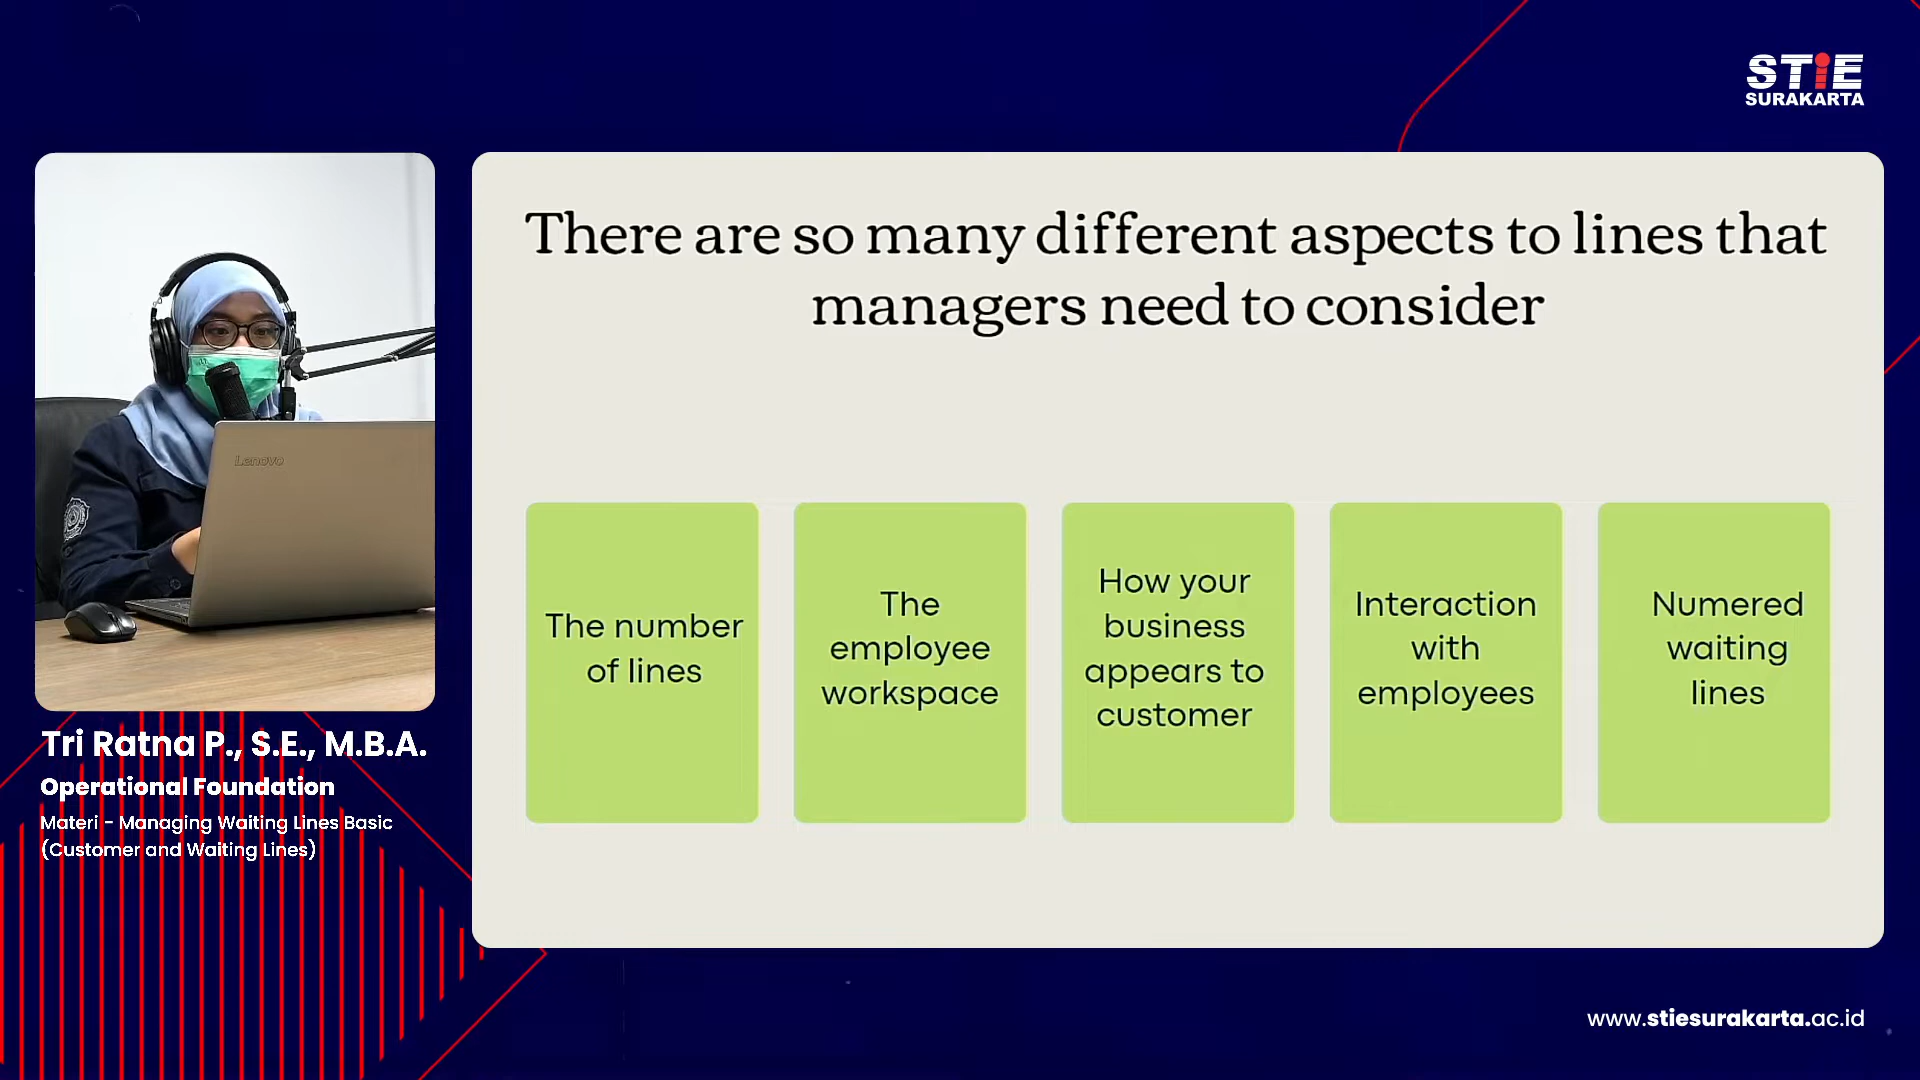 STiE
SURAKARTA
There are so many different aspects to lines that
managers need to consider
Lenovo
The number
of lines
The
employee
workspace
How your
business
appears to
customer
Interaction
with
employees
Numered
waiting
lines
Tri Ratna P., S.E., M.B.A.
Operational Foundation
Materi - Managing Waiting Lines Basic
(Customer and Waiting Lines)
www.stiesurakarta.ac.id